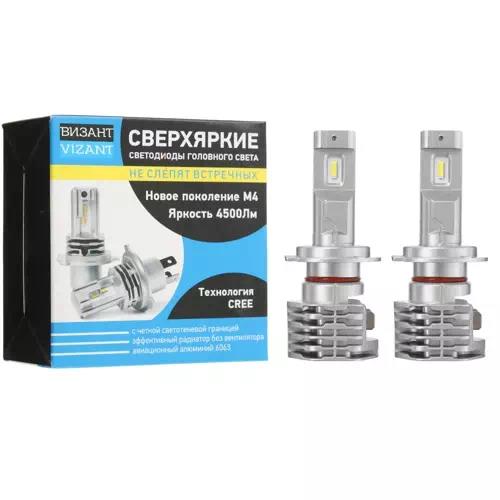 ВИЗАНТ
VIZANT
СВЕРХЯРКИЕ
СВЕТОДИОДЫ ГОЛОВНОГО СВЕТА
НЕ СЛЕПЯТ ВСТРЕЧНЫХ
Новое поколение М4
Яркость 4500Лм
Технология
CREE
с четкой светотеневой границей
эффективный радиатор без вентилятора
авиационный алюминий 6063